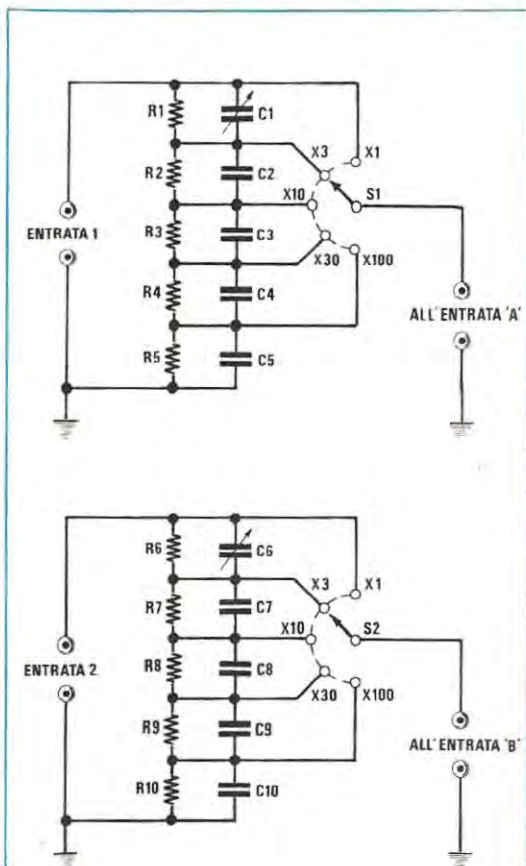 R1
C1
X3
X1
R2
C2
X10
S1
ENTRATA 1
R3
C3
X30
X100
R4
C4
ALL'ENTRATA 'A'
R5
C5
R6
C6
X3
X1
R7
C7
X10
S2
ENTRATA 2
R8
C8
X30
X100
R9
C9
ALL'ENTRATA 'B'
R10
C10